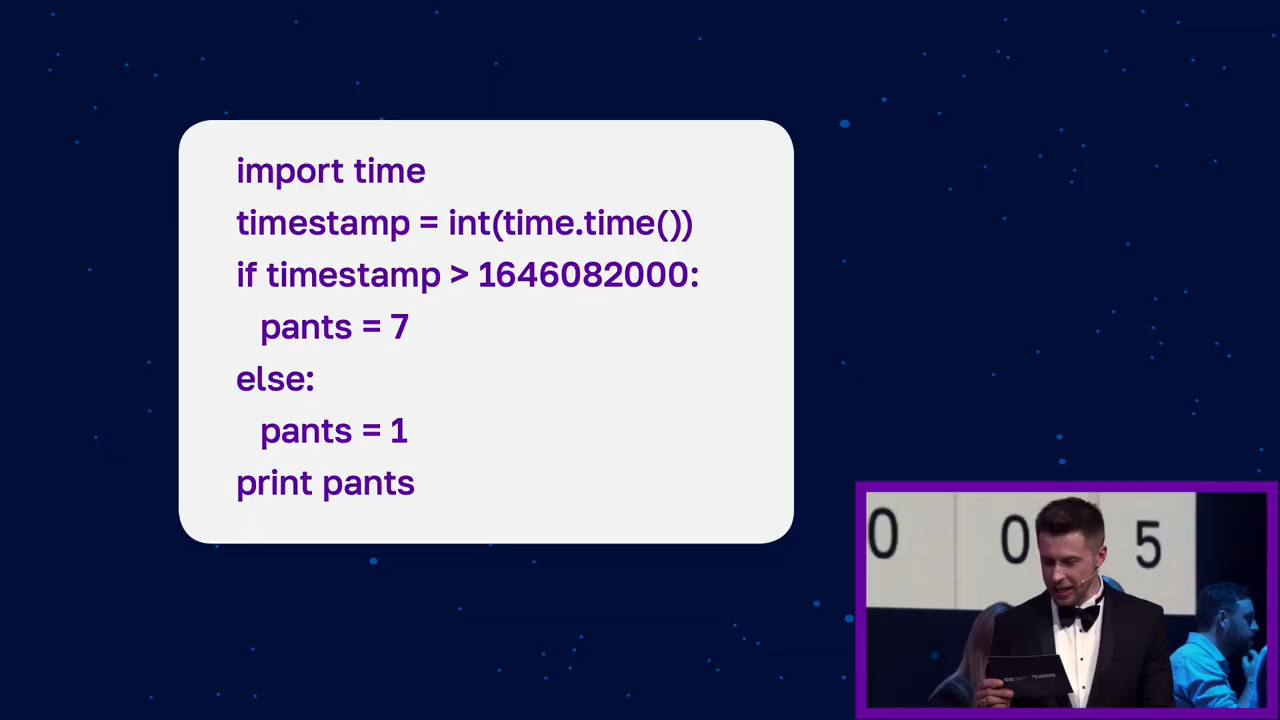 import time
timestamp = int(time.time())
if timestamp > 1646082000:
pants = 7
else:
pants = 1
print pants
0 0 5